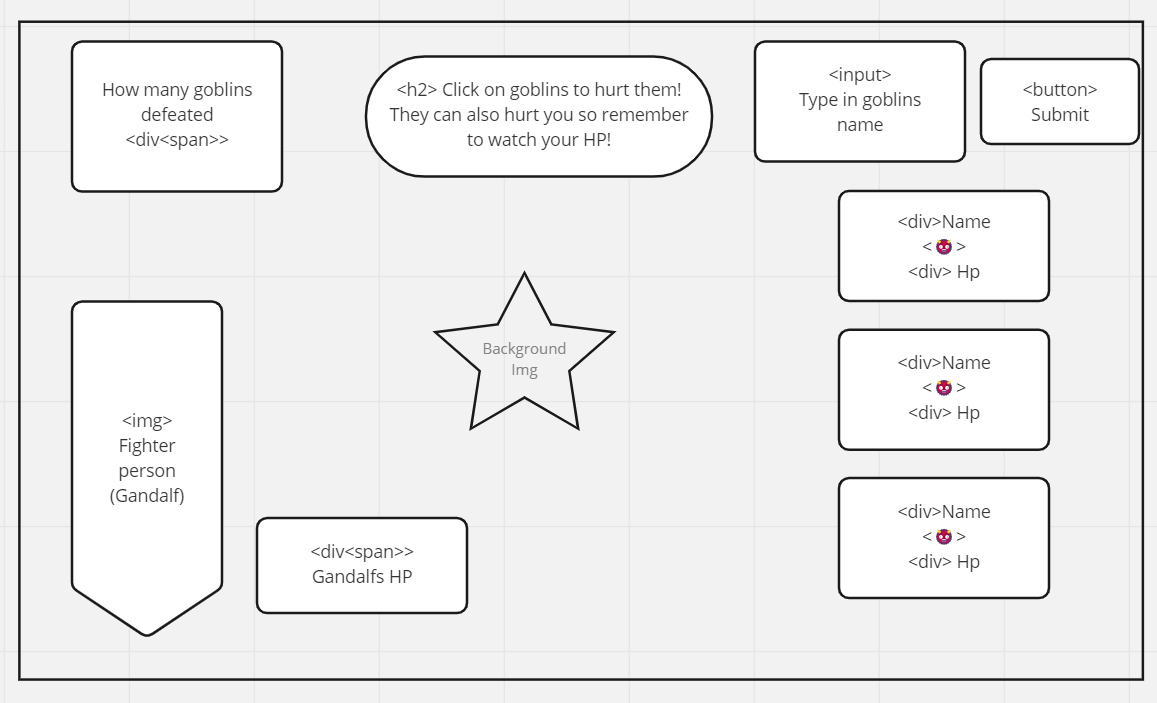 How many goblins
defeated
<div<span>>
<h2> Click on goblins to hurt them!
They can also hurt you so remember
to watch your HP!
<input>
Type in goblins
name
<button>
Submit
<div>Name
< >
<div> Hp
Background
Img
<div>Name
< >
<div> Hp
<img>
Fighter
person
(Gandalf)
<div<span>>
Gandalfs HP
<div>Name
< >
<div> Hp